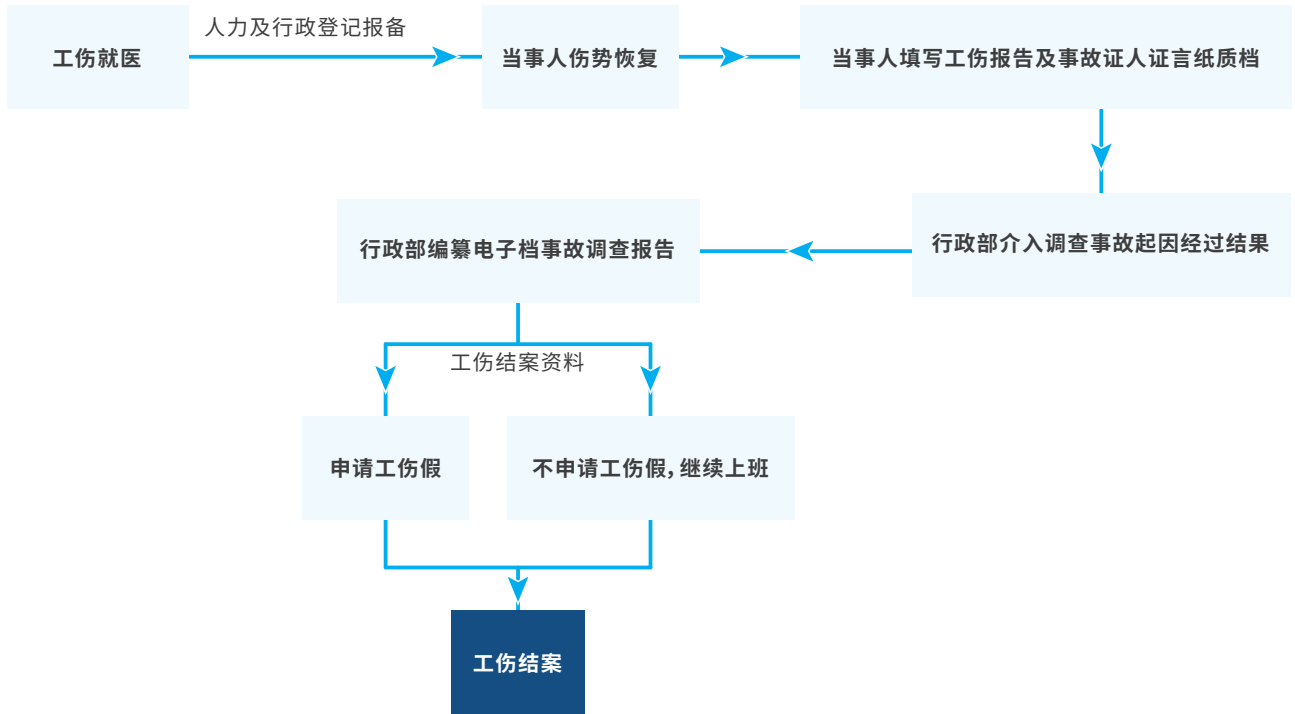 人力及行政登记报备
工伤就医
当事人伤势恢复
当事人填写工伤报告及事故证人证言纸质档
行政部介入调查事故起因经过结果
行政部编纂电子档事故调查报告
工伤结案资料
申请工伤假
不申请工伤假，继续上班
工伤结案